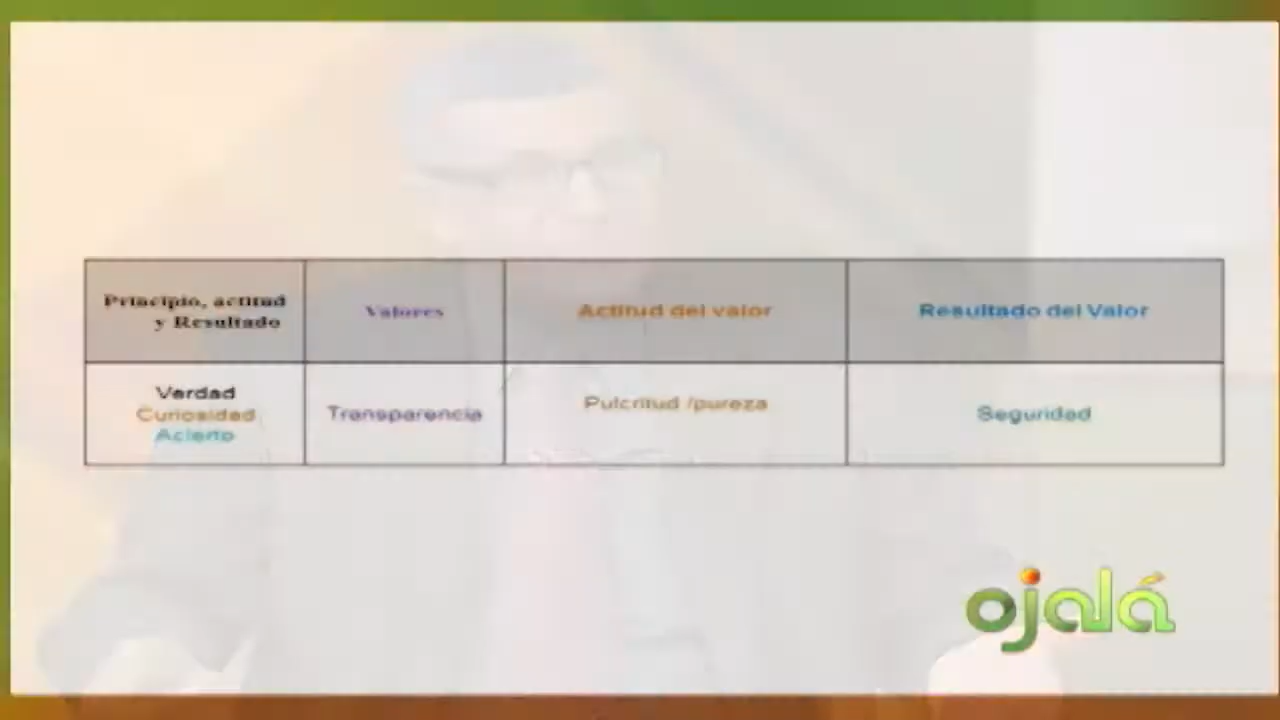 Principio, actitud
y Resultado
Valores
Actitud del valor
Resultado del Valor
Verdad
Curiosidad
Acierto
Transparencia
Pulcritud /pureza
Seguridad
ojalá